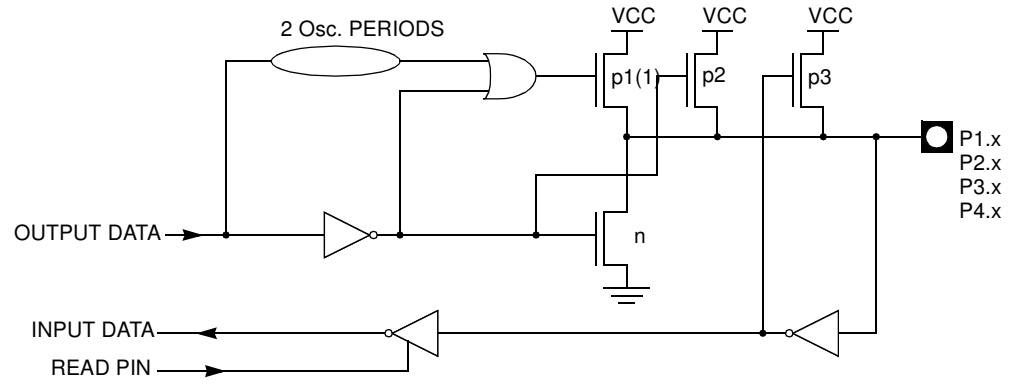 VCC
VCC
VCC
2 Osc. PERIODS
p1(1)
p2
p3
P1.x
P2.x
P3.x
P4.x
OUTPUT DATA
n
INPUT DATA
READ PIN